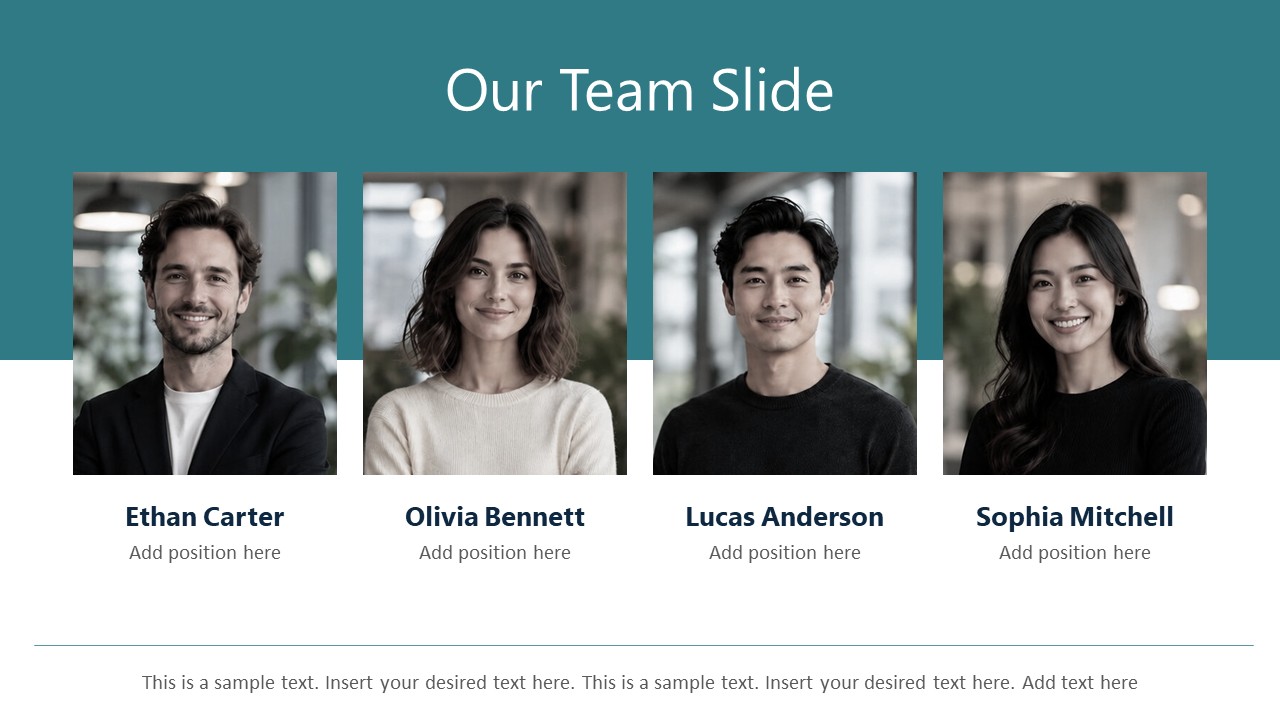 Our Team Slide
Ethan Carter
Olivia Bennett
Lucas Anderson
Sophia Mitchell
Add position here
Add position here
Add position here
Add position here
This is a sample text. Insert your desired text here. This is a sample text. Insert your desired text here. Add text here